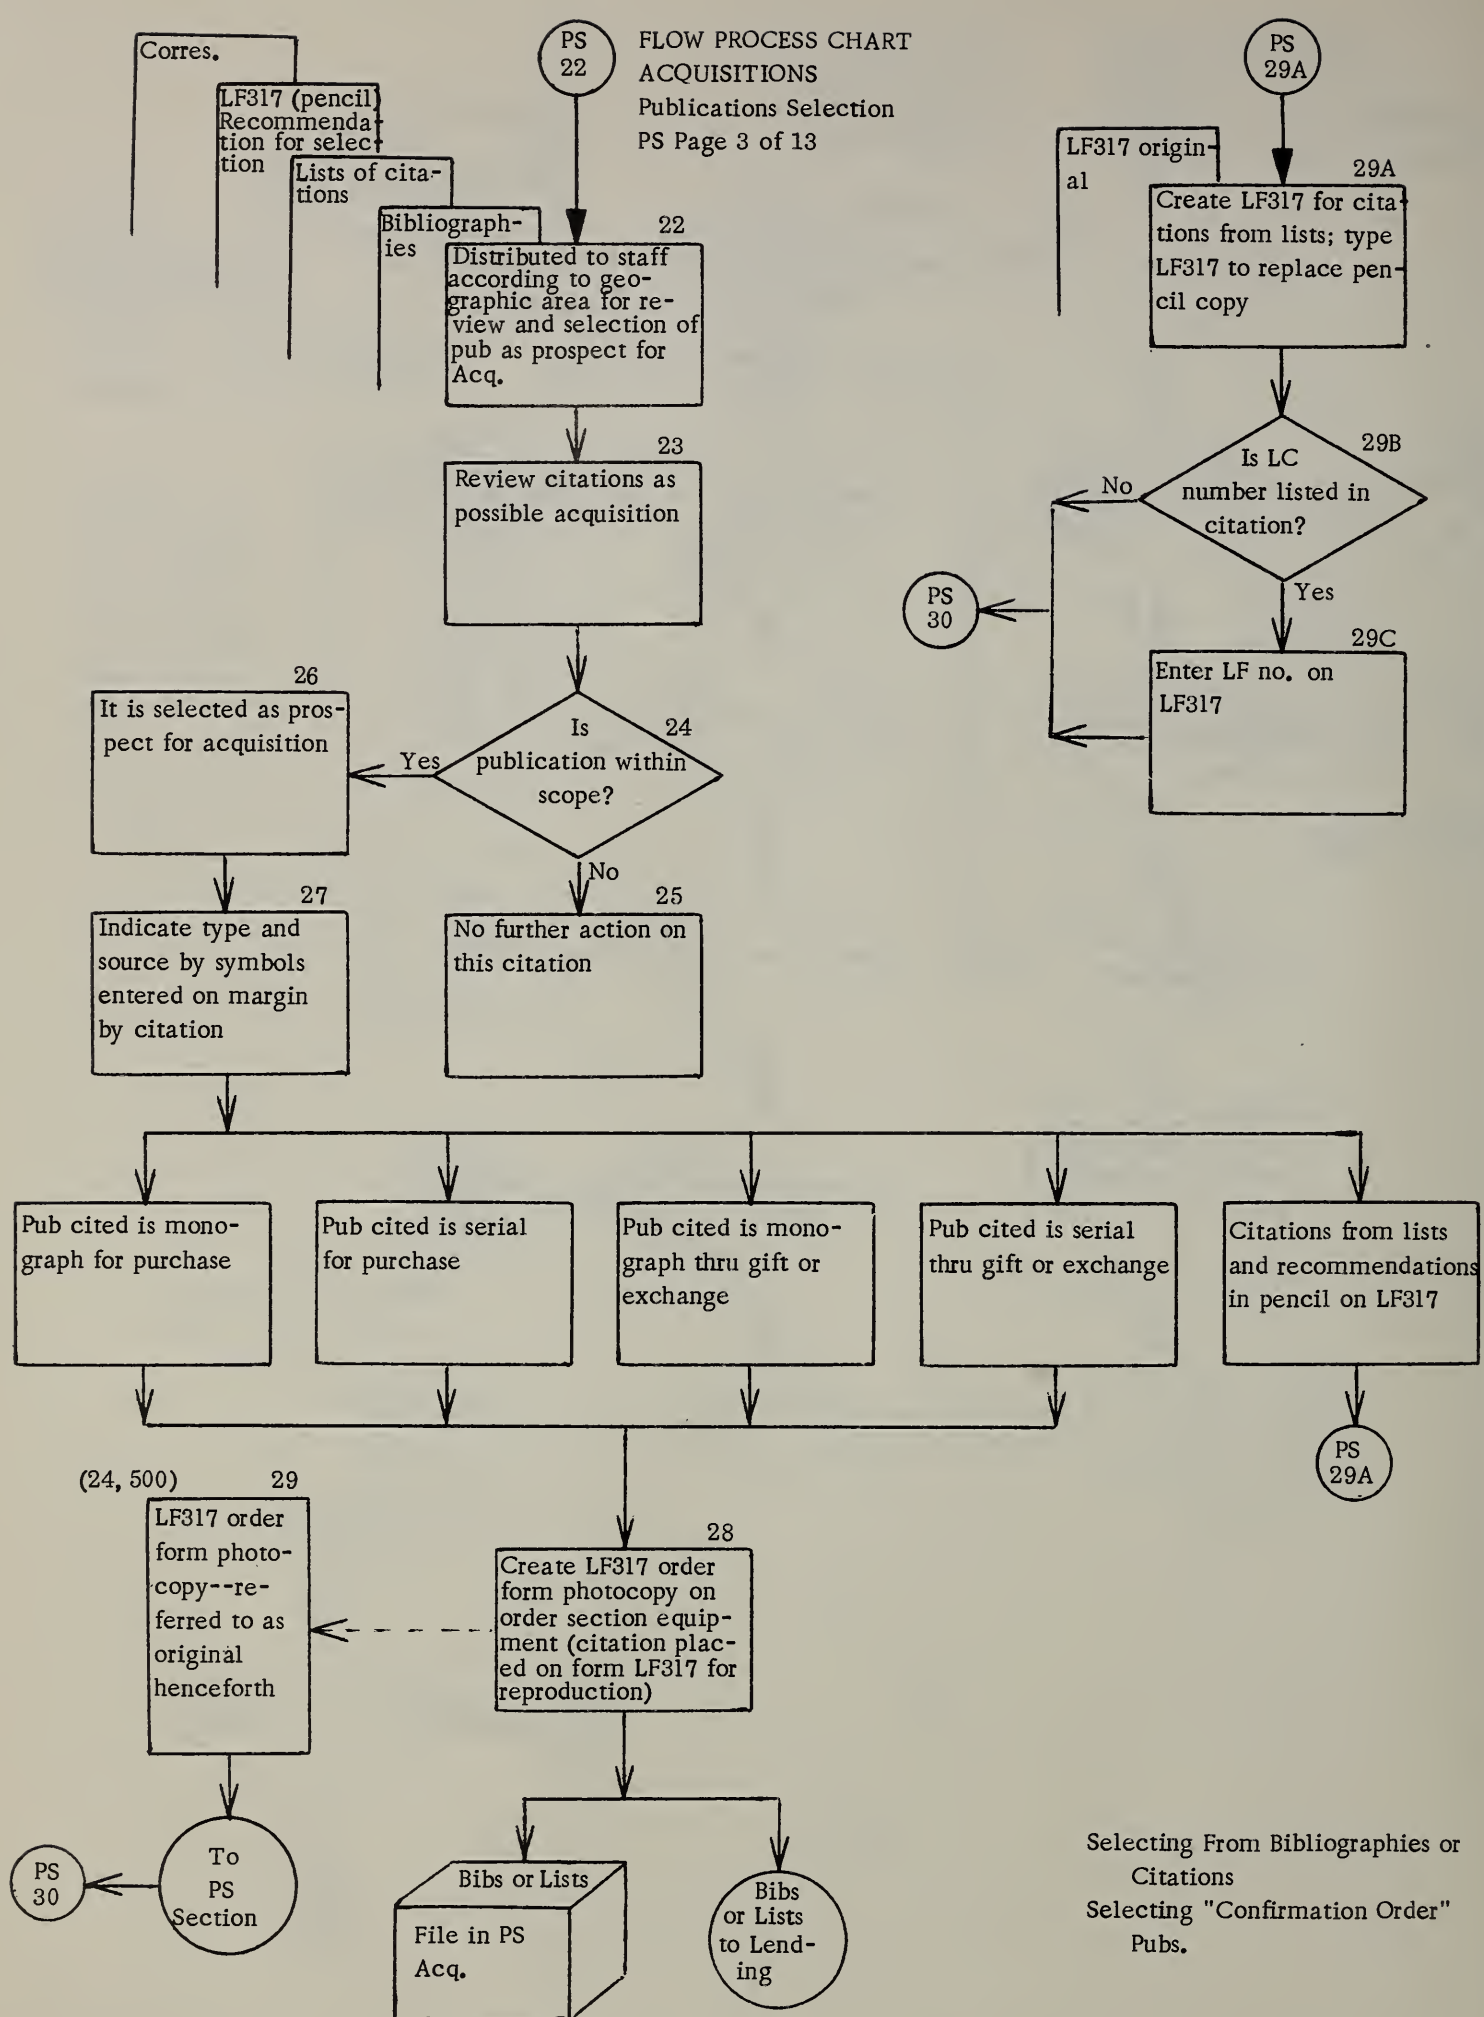 PS
22
FLOW PROCESS CHART
ACQUISITIONS
Publications Selection
PS Page 3 of 13
Corres.
LF317 (pencil)
Recommenda-
tion for selec-
tion
Lists of cita-
tions
Bibliograph-
ies
22
Distributed to staff
according to geo-
graphic area for re-
view and selection of
pub as prospect for
Acq.
23
Review citations as
possible acquisition
24
Is
publication within
scope?
Yes
No
26
It is selected as pros-
pect for acquisition
27
Indicate type and
source by symbols
entered on margin
by citation
25
No further action on
this citation
PS
29A
LF317 origin-
al
29A
Create LF317 for cita-
tions from lists; type
LF317 to replace pen-
cil copy
29B
Is LC
number listed in
citation?
No
Yes
PS
30
29C
Enter LF no. on
LF317
Pub cited is mono-
graph for purchase
Pub cited is serial
for purchase
Pub cited is mono-
graph thru gift or
exchange
Pub cited is serial
thru gift or exchange
Citations from lists
and recommendations
in pencil on LF317
PS
29A
(24, 500)
29
LF317 order
form photo-
copy--re-
ferred to as
original
henceforth
28
Create LF317 order
form photocopy on
order section equip-
ment (citation plac-
ed on form LF317 for
reproduction)
To
PS
Section
PS
30
Bibs or Lists
File in PS
Acq.
Bibs
or Lists
to Lend-
ing
Selecting From Bibliographies or
Citations
Selecting "Confirmation Order"
Pubs.